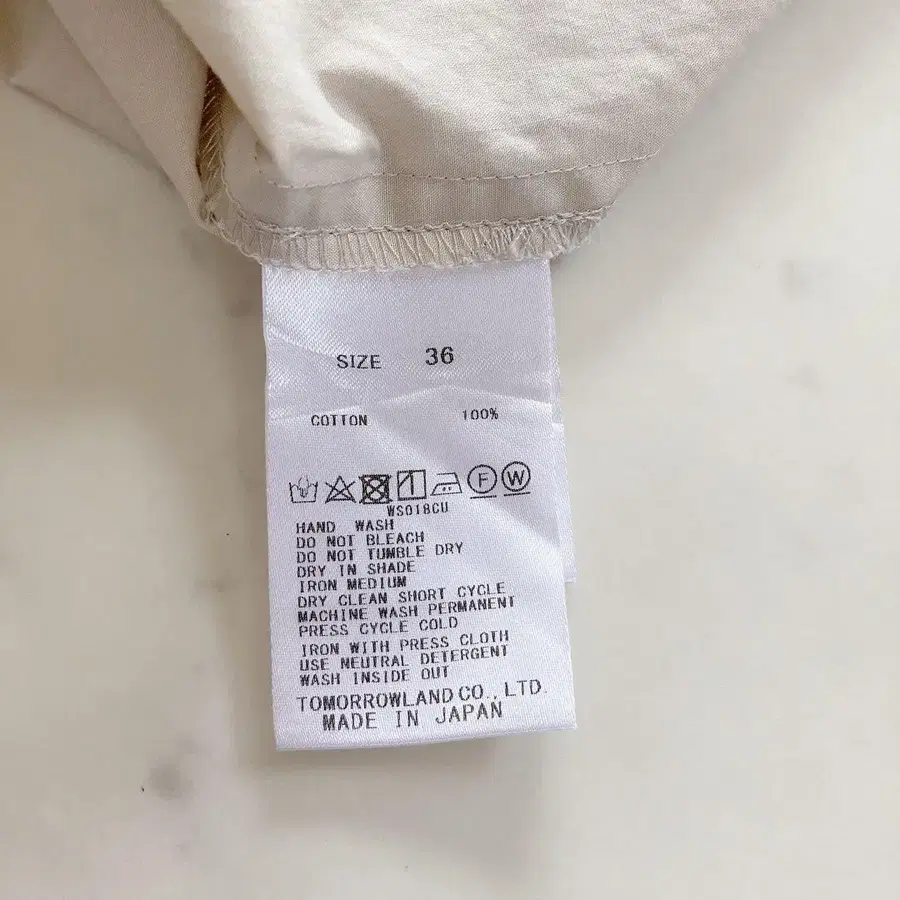 SIZE 36
COTTON 100%
F W
WS018CU
HAND WASH
DO NOT BLEACH
DO NOT TUMBLE DRY
DRY IN SHADE
IRON MEDIUM
DRY CLEAN SHORT CYCLE
MACHINE WASH PERMANENT
PRESS CYCLE COLD
IRON WITH PRESS CLOTH
USE NEUTRAL DETERGENT
WASH INSIDE OUT
TOMORROWLAND CO., LTD.
MADE IN JAPAN